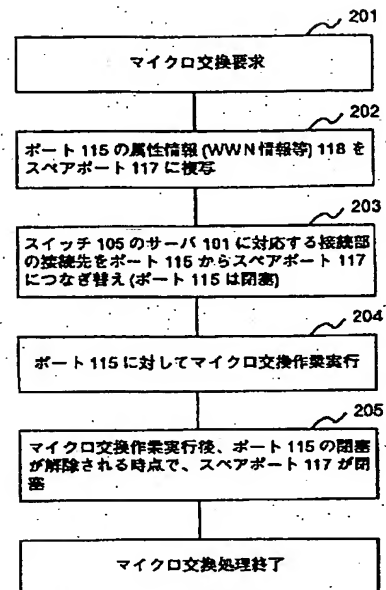 201
マイクロ交換要求
202
ポート 115 の属性情報 (WWN情報等) 118 を
スペアポート 117 に複写
203
スイッチ 105 のサーバ 101 に対応する接続部
の接続先をポート 115 からスペアポート 117
につなぎ替え (ポート 115 は閉塞)
204
ポート 115 に対してマイクロ交換作業実行
205
マイクロ交換作業実行後、ポート 115 の閉塞
が解除される時点で、スペアポート 117 が閉
塞
マイクロ交換処理終了